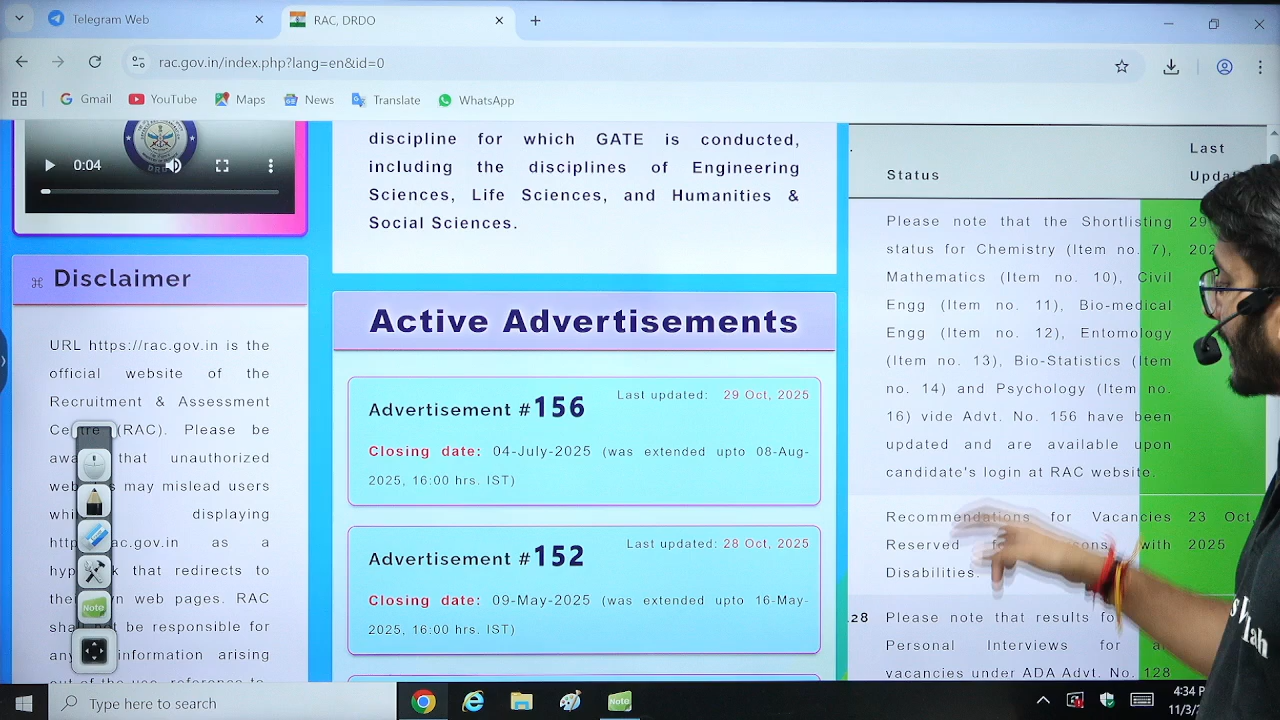 Telegram Web
RAC, DRDO
rac.gov.in/index.php?lang=en&id=0
Gmail
YouTube
Maps
News
Translate
WhatsApp
0:04
Disclaimer
URL https://rac.gov.in is the
official website of the
Recruitment & Assessment
(RAC). Please be
that unauthorized
may mislead users
displaying
as a
that redirects to
web pages. RAC
be responsible for
information arising
discipline for which GATE is conducted,
including the disciplines of Engineering
Sciences, Life Sciences, and Humanities &
Social Sciences.
Active Advertisements
Advertisement #156
Last updated: 29 Oct, 2025
Closing date: 04-July-2025 (was extended upto 08-Aug-
2025, 16:00 hrs. IST)
Advertisement #152
Last updated: 28 Oct, 2025
Closing date: 09-May-2025 (was extended upto 16-May-
2025, 16:00 hrs. IST)
Status
Last
Please note that the Shortlisting
status for Chemistry (Item no. 7),
Mathematics (Item no. 10), Civil
Engg (Item no. 11), Bio-medical
Engg (Item no. 12), Entomology
(Item no. 13), Bio-Statistics (Item
no. 14) and Psychology (Item no.
16) vide Advt. No. 156 have been
updated and are available upon
candidate's login at RAC website.
Recommendations for Vacancies
Reserved with
Disabilities.
23 Oct,
2025
Please note that results
Personal Interviews for
vacancies under ADA Advt. No. 128
Note
Type here to search
Note
4:34